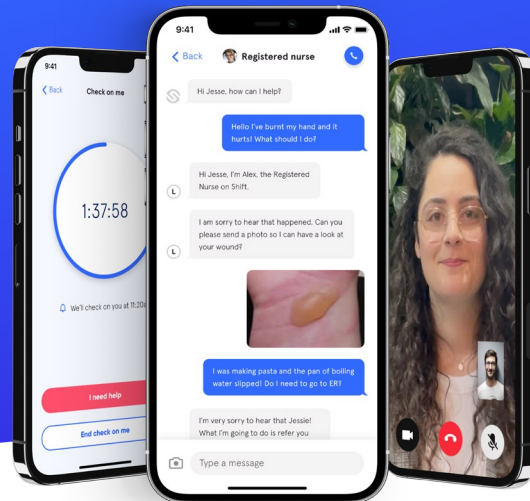 9:41
Back
Check on me
1:37:58
We'll check on you at 11:20a
I need help
End check on me
9:41
Back
Registered nurse
Hi Jesse, how can I help?
Hello I've burnt my hand and it
hurts! What should I do?
Hi Jesse, I'm Alex, the Registered
Nurse on Shift.
L
I am sorry to hear that happened. Can you
please send a photo so I can have a look at
your wound?
L
I was making pasta and the pan of boiling
water slipped! Do I need to go to ER?
I'm very sorry to hear that Jessie!
What I'm going to do is refer you
Type a message